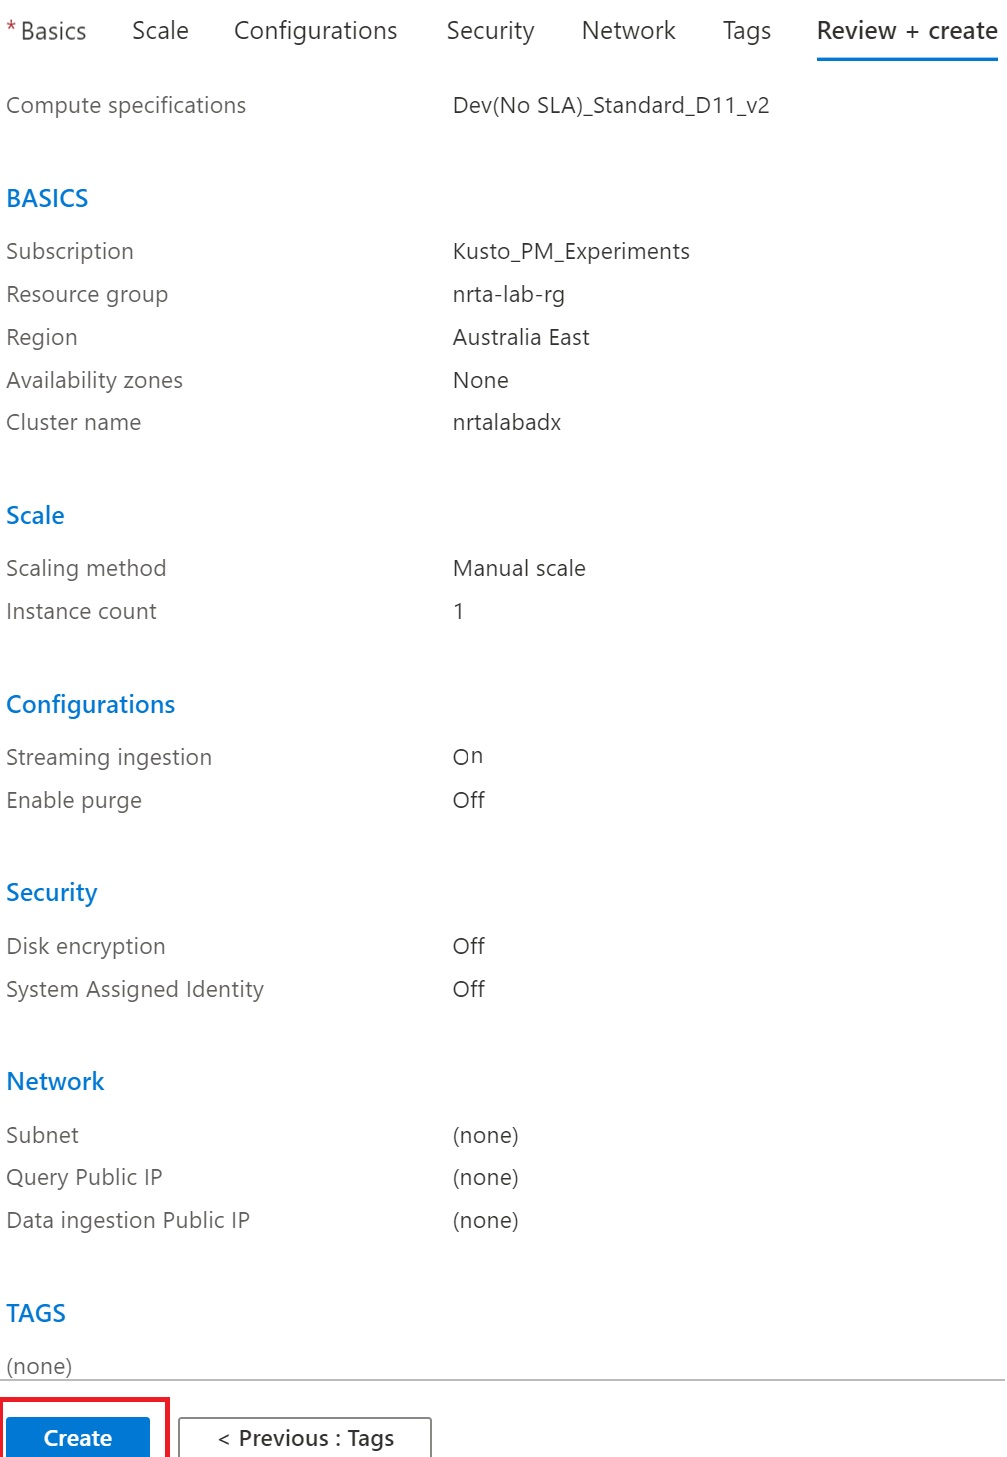 * Basics Scale Configurations Security Network Tags Review + create
Compute specifications Dev(No SLA)_Standard_D11_v2
BASICS
Subscription Kusto_PM_Experiments
Resource group nrta-lab-rg
Region Australia East
Availability zones None
Cluster name nrtalabadx
Scale
Scaling method Manual scale
Instance count 1
Configurations
Streaming ingestion On
Enable purge Off
Security
Disk encryption Off
System Assigned Identity Off
Network
Subnet (none)
Query Public IP (none)
Data ingestion Public IP (none)
TAGS
(none)
Create < Previous : Tags